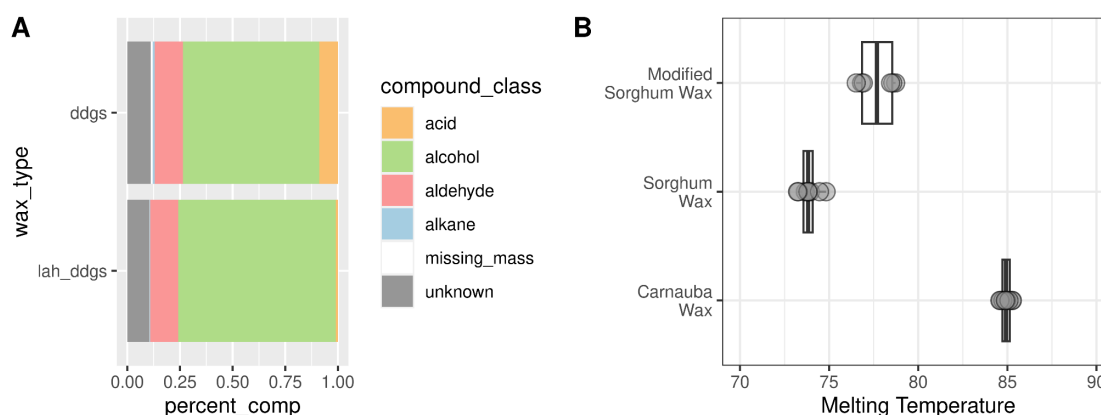 A
wax_type
ddgs
lah_ddgs
0.00 0.25 0.50 0.75 1.00
percent_comp
compound_class
acid
alcohol
aldehyde
alkane
missing_mass
unknown
B
Modified
Sorghum Wax
Sorghum
Wax
Carnauba
Wax
70 75 80 85 90
Melting Temperature